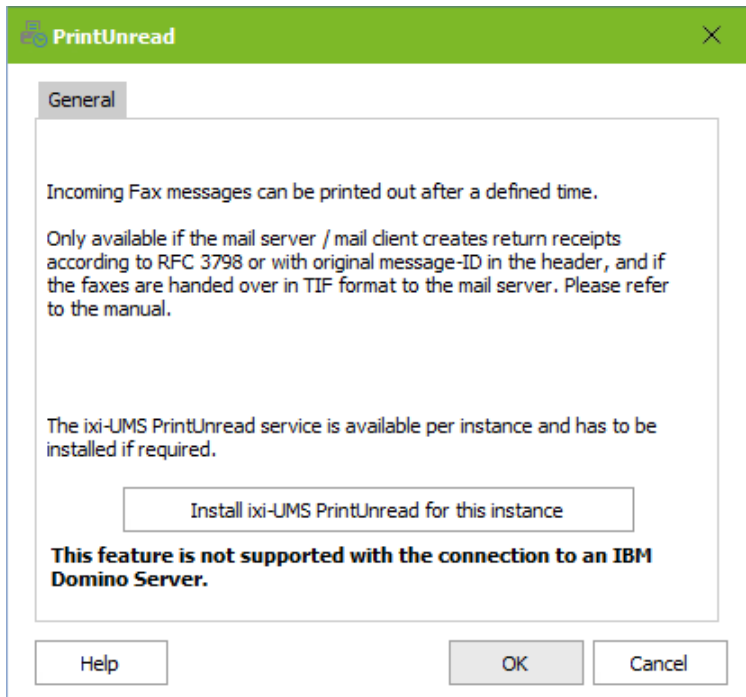 PrintUnread
General
Incoming Fax messages can be printed out after a defined time.
Only available if the mail server / mail client creates return receipts
according to RFC 3798 or with original message-ID in the header, and if
the faxes are handed over in TIF format to the mail server. Please refer
to the manual.
The ixi-UMS PrintUnread service is available per instance and has to be
installed if required.
Install ixi-UMS PrintUnread for this instance
This feature is not supported with the connection to an IBM
Domino Server.
Help
OK
Cancel